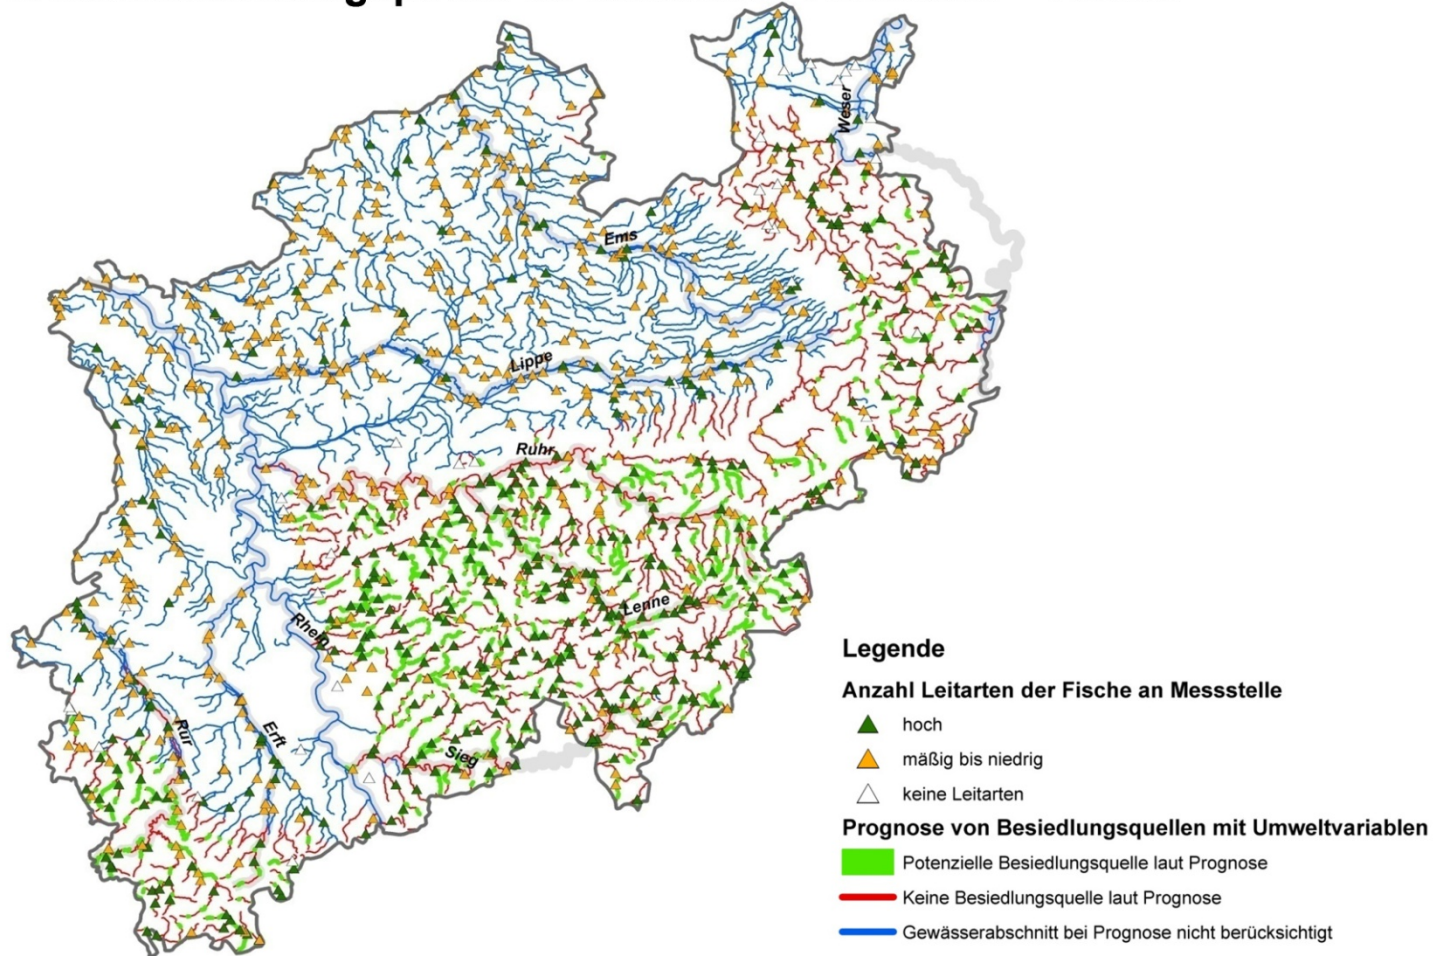 Weser
Ems
Lippe
Ruhr
Lenne
Rhein
Rur
Erft
Sieg
Legende
Anzahl Leitarten der Fische an Messstelle
hoch
mäßig bis niedrig
keine Leitarten
Prognose von Besiedlungsquellen mit Umweltvariablen
Potenzielle Besiedlungsquelle laut Prognose
Keine Besiedlungsquelle laut Prognose
Gewässerabschnitt bei Prognose nicht berücksichtigt